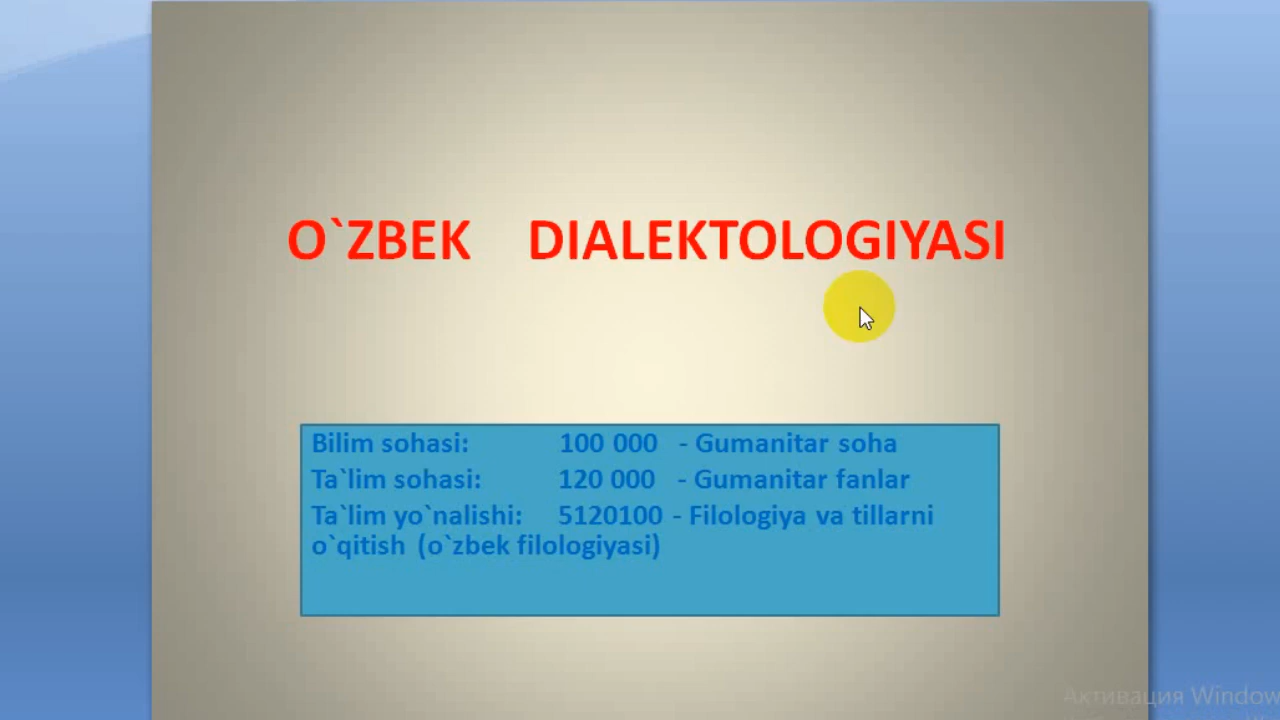 O`ZBEK DIALEKTOLOGIYASI
Bilim sohasi: 100 000 - Gumanitar soha
Ta`lim sohasi: 120 000 - Gumanitar fanlar
Ta`lim yo`nalishi: 5120100 - Filologiya va tillarni
o`qitish (o`zbek filologiyasi)
Активация Window